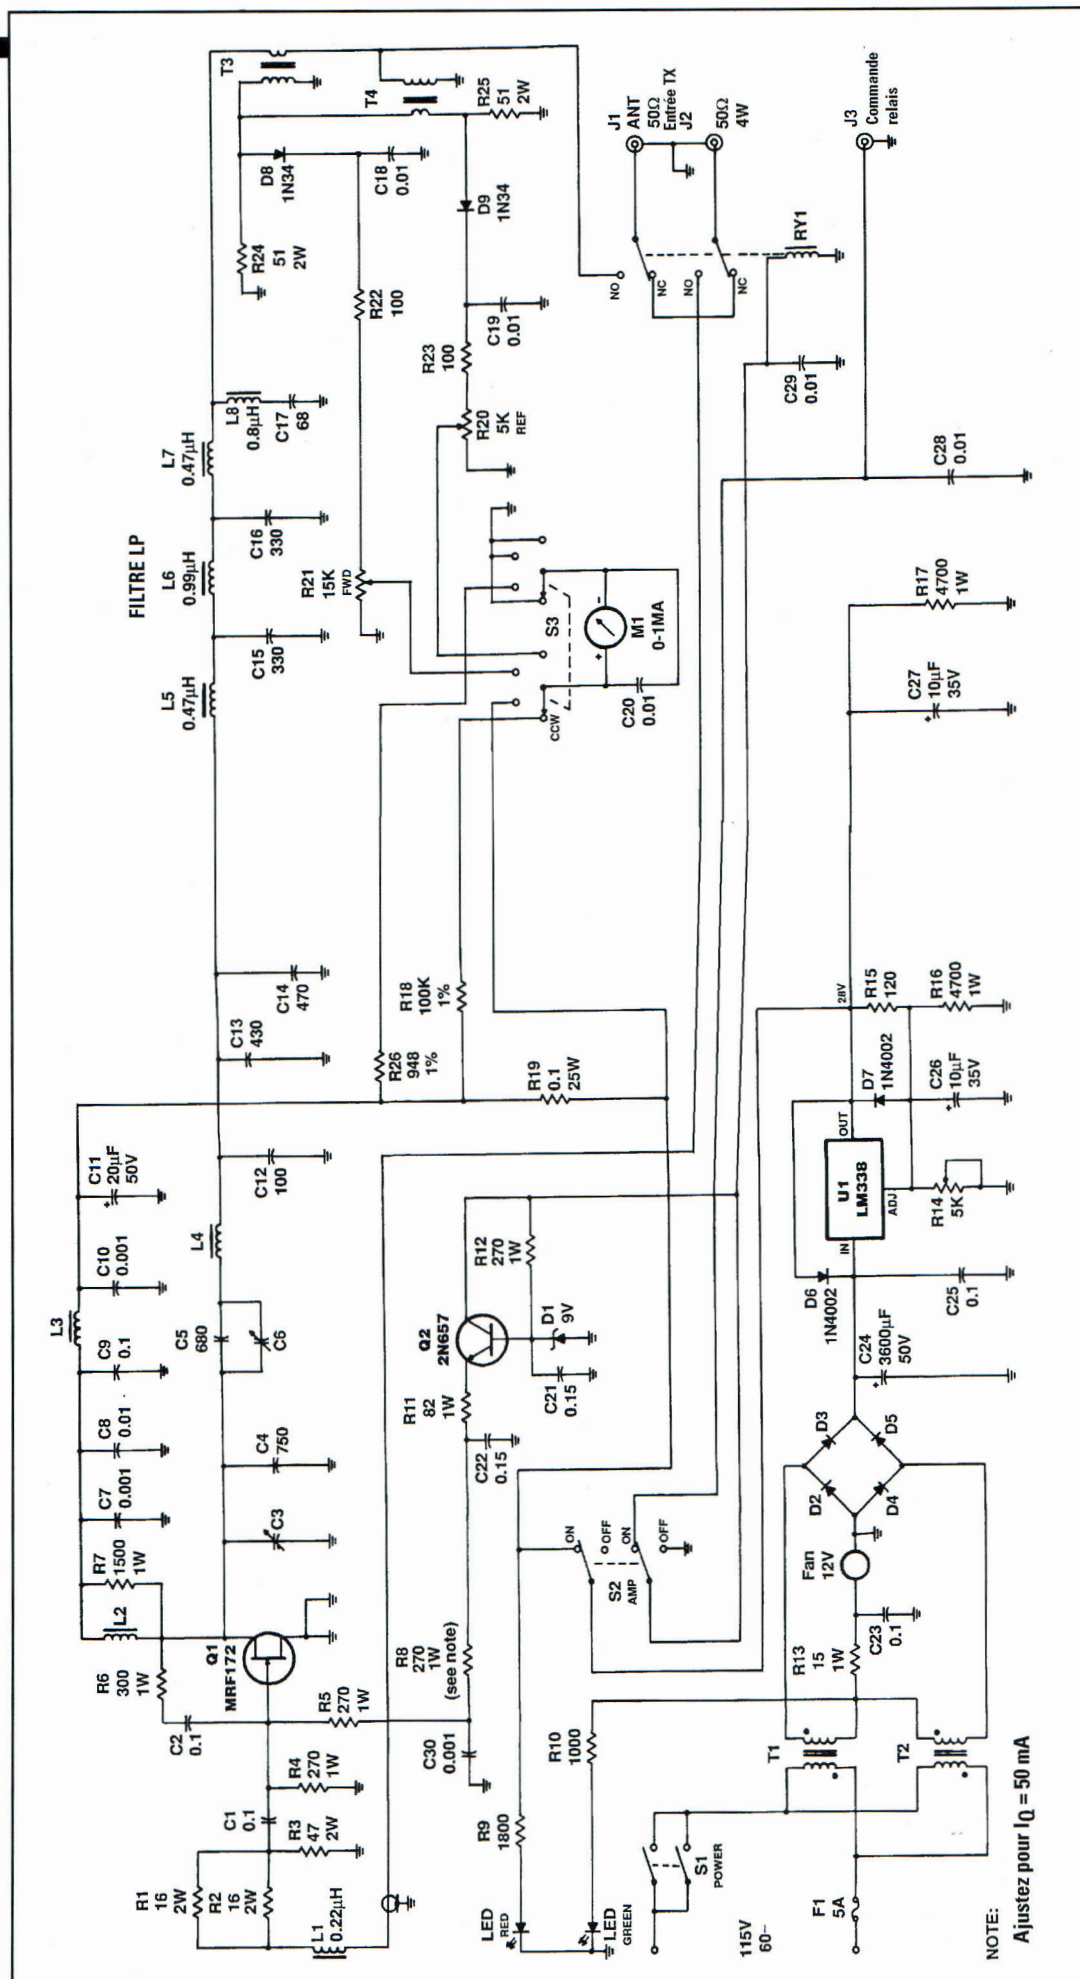 FILTRE LP
L3
C11
20µF
50V
C10
0.001
C9
0.1
C8
0.01
C7
0.001
R7
1500
1W
L2
R6
300
1W
C2
0.1
Q1
MRF172
R1
16
2W
R2
16
2W
C1
0.1
R3
47
2W
R4
270
1W
R5
270
1W
L1
0.22µH
C3
C4
750
C5
680
C6
L4
C12
100
C13
430
C14
470
L5
0.47µH
C15
330
L6
0.99µH
C16
330
L7
0.47µH
L8
0.8µH
C17
68
T3
T4
R24
51
2W
D8
1N34
C18
0.01
R25
51
2W
D9
1N34
R22
100
R21
15K
FWD
R23
100
C19
0.01
R20
5K
REF
R26
948
1%
R18
100K
1%
R19
0.1
25W
S3
CCW
+
-
M1
0-1MA
C20
0.01
J1
ANT
50Ω
Entrée TX
J2
50Ω
4W
J3
Commande
relais
NO
NC
NO
NC
RY1
C29
0.01
C28
0.01
Q2
2N657
R12
270
1W
D1
9V
C21
0.15
R11
82
1W
C22
0.15
R8
270
1W
(see note)
C30
0.001
ON
OFF
ON
OFF
S2
AMP
R9
1800
R10
1000
LED
RED
LED
GREEN
S1
POWER
115V
60~
F1
5A
T1
T2
R13
15
1W
C23
0.1
Fan
12V
D2
D3
D4
D5
C24
+
3600µF
50V
D6
1N4002
C25
0.1
U1
LM338
IN
OUT
ADJ
R14
5K
D7
1N4002
C26
+
10µF
35V
28V
R15
120
R16
4700
1W
C27
+
10µF
35V
R17
4700
1W
NOTE:
Ajustez pour IQ = 50 mA